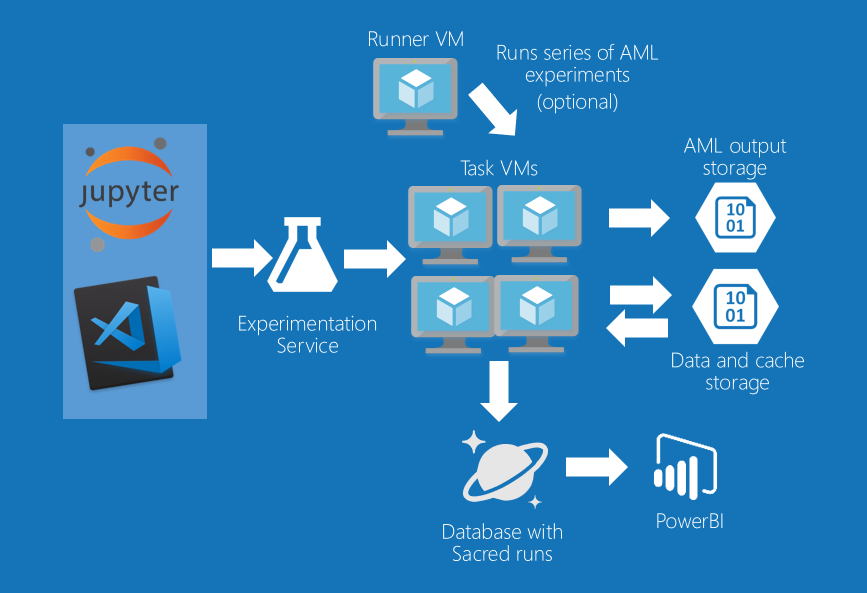 Runner VM
Runs series of AML
experiments
(optional)
AML output
storage
Task VMs
jupyter
10
01
10
01
Experimentation
Service
Data and cache
storage
Database with
Sacred runs
PowerBI